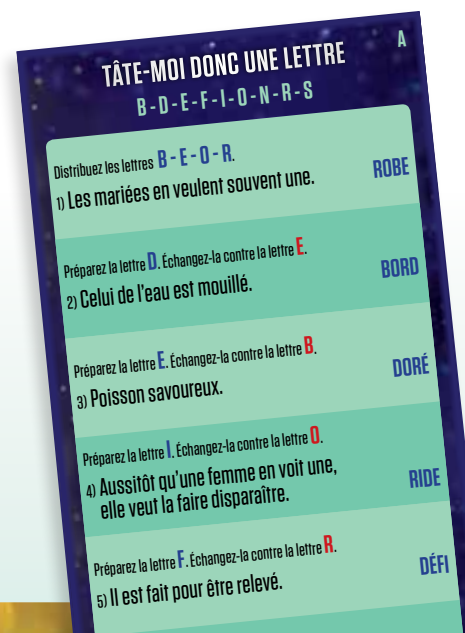 TÂTE-MOI DONC UNE LETTRE
A
B-D-E-F-I-O-N-R-S
Distribuez les lettres B-E-O-R.
1) Les mariées en veulent souvent une.
ROBE
Préparez la lettre D. Échangez-la contre la lettre E.
2) Celui de l'eau est mouillé.
BORD
Préparez la lettre E. Échangez-la contre la lettre B.
3) Poisson savoureux.
DORÉ
Préparez la lettre I. Échangez-la contre la lettre O.
4) Aussitôt qu'une femme en voit une,
elle veut la faire disparaître.
RIDE
Préparez la lettre F. Échangez-la contre la lettre R.
5) Il est fait pour être relevé.
DÉFI